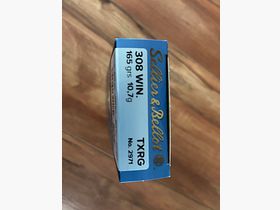 Sellier & Bellot
308 WIN.
165 grs. 10,7g
TXRG
No. 2971